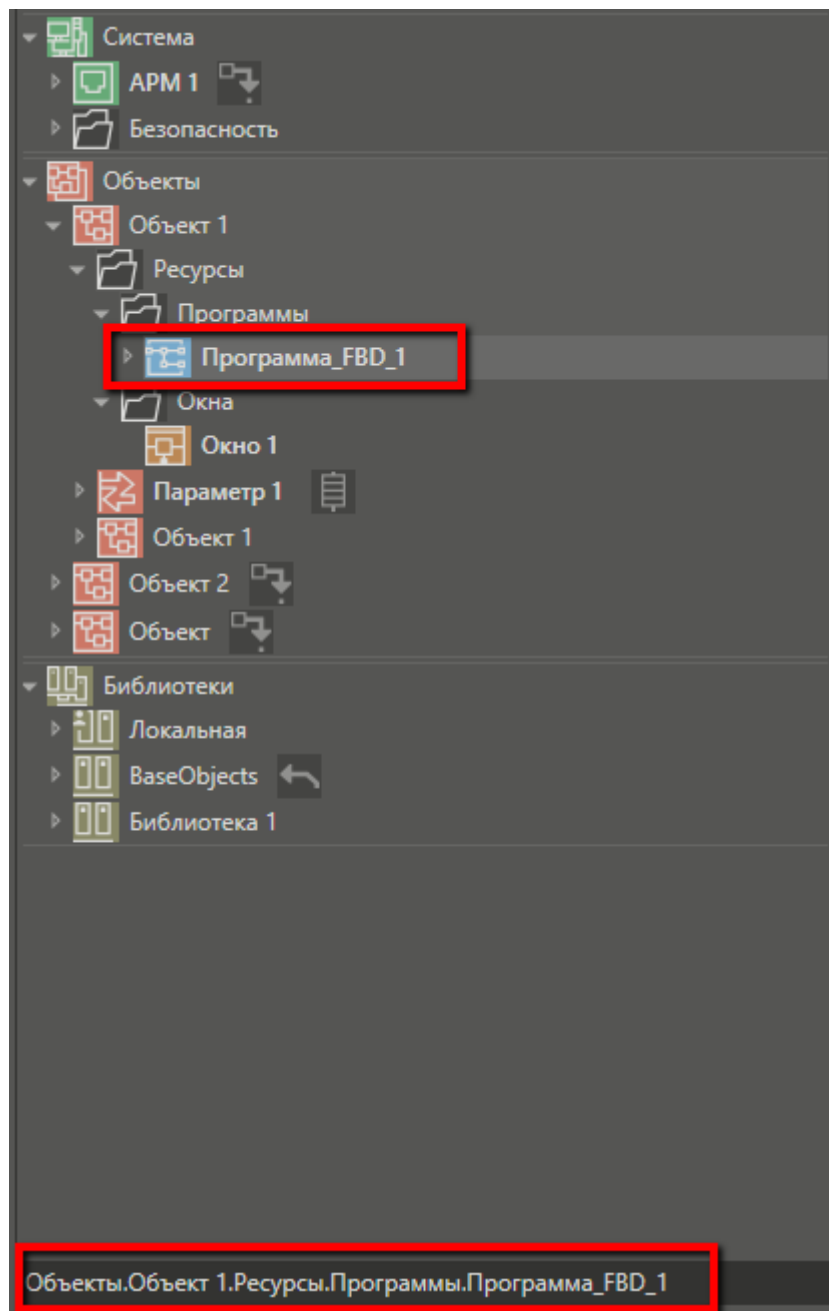 Система
АРМ 1
Безопасность
Объекты
Объект 1
Ресурсы
Программы
Программа_FBD_1
Окна
Окно 1
Параметр 1
Объект 1
Объект 2
Объект
Библиотеки
Локальная
BaseObjects
Библиотека 1
Объекты.Объект 1.Ресурсы.Программы.Программа_FBD_1